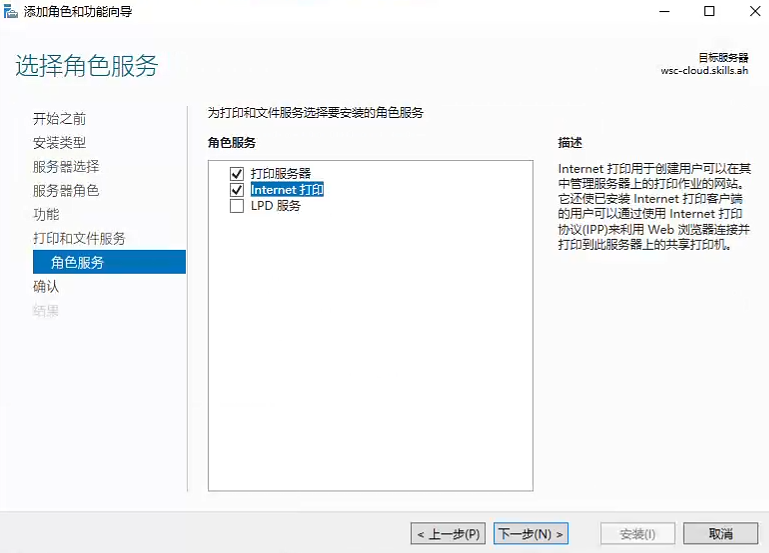 添加角色和功能向导
选择角色服务
目标服务器
wsc-cloud.skills.ah
开始之前
安装类型
服务器选择
服务器角色
功能
打印和文件服务
角色服务
确认
结果
为打印和文件服务选择要安装的角色服务
角色服务
打印服务器
Internet 打印
LPD 服务
描述
Internet 打印用于创建用户可以在其
中管理服务器上的打印作业的网站。
它还使已安装 Internet 打印客户端
的用户可以通过使用 Internet 打印
协议(IPP)来利用 Web 浏览器连接并
打印到此服务器上的共享打印机。
< 上一步(P)
下一步(N) >
安装(I)
取消